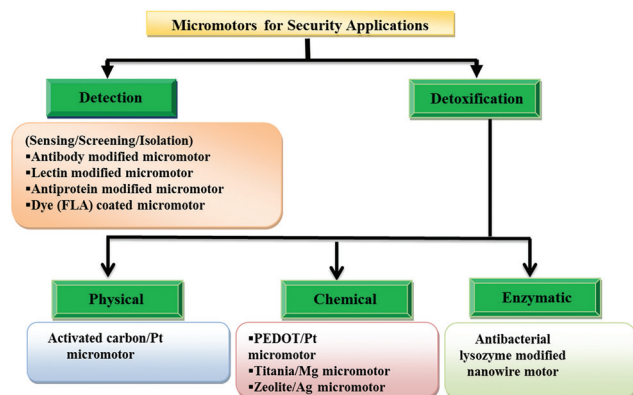 Micromotors for Security Applications
Detection
Detoxification
(Sensing/Screening/Isolation)
▪Antibody modified micromotor
▪Lectin modified micromotor
▪Antiprotein modified micromotor
▪Dye (FLA) coated micromotor
Physical
Chemical
Enzymatic
Activated carbon/Pt
micromotor
▪PEDOT/Pt
micromotor
▪Titania/Mg micromotor
▪Zeolite/Ag micromotor
Antibacterial
lysozyme modified
nanowire motor